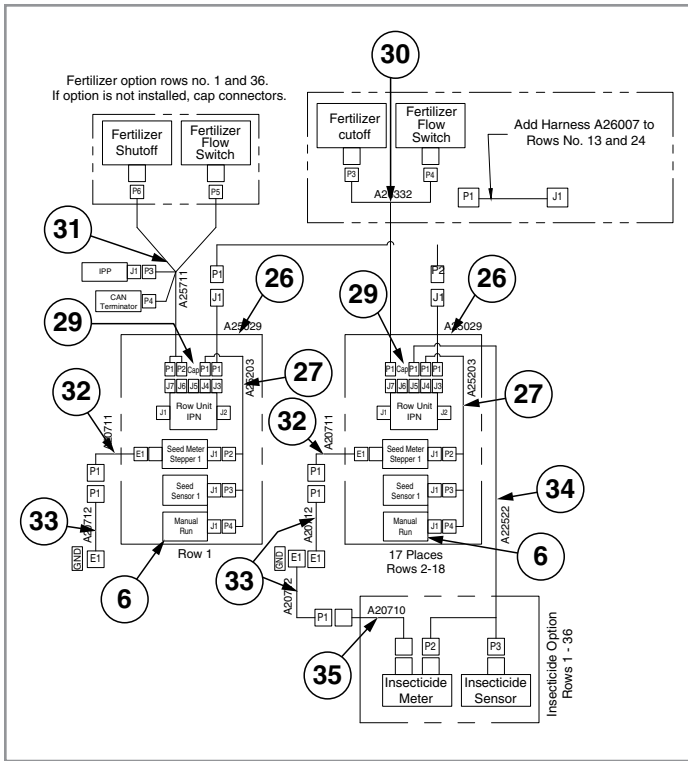 30
Fertilizer option rows no. 1 and 36.
If option is not installed, cap connectors.
Fertilizer
Shutoff
Fertilizer
Flow
Switch
P6
P5
Fertilizer
cutoff
Fertilizer
Flow
Switch
P3
P4
Add Harness A26007 to
Rows No. 13 and 24
P1
J1
31
IPP
J1
P3
CAN
Terminator
P4
A25711
P1
J1
P2
J1
26
26
29
29
A25029
A25029
P1
P2
Cap
P1
P1
J7
J6
J5
J4
J3
Row Unit
IPN
J1
J2
A25203
27
P1
Cap
P1
P1
P1
J7
J6
J5
J4
J3
Row Unit
IPN
J1
J2
A25203
27
32
A20711
E1
Seed Meter
Stepper 1
J1
P2
Seed
Sensor 1
J1
P3
Manual
Run
J1
P4
Row 1
P1
P1
A20712
33
GND
E1
6
32
A20711
E1
Seed Meter
Stepper 1
J1
P2
Seed
Sensor 1
J1
P3
Manual
Run
J1
P4
17 Places
Rows 2-18
P1
P1
33
GND
E1
E1
6
34
A22522
P1
A20710
35
P2
P3
Insecticide
Meter
Insecticide
Sensor
Insecticide Option
Rows 1 - 36